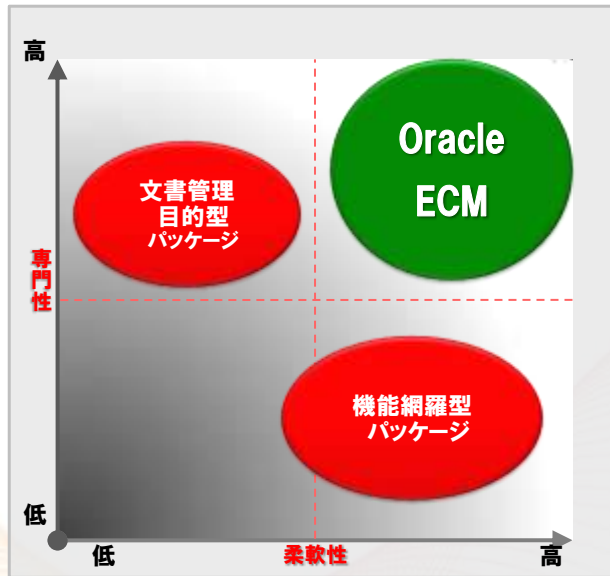 高
Oracle
ECM
文書管理
目的型
パッケージ
専門性
機能網羅型
パッケージ
低
低
柔軟性
高